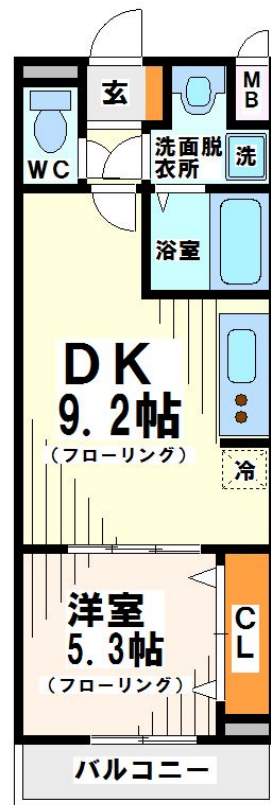 玄
MB
WC
洗面脱
衣所
洗
浴室
DK
9.2帖
(フローリング)
冷
洋室
5.3帖
(フローリング)
CL
バルコニー